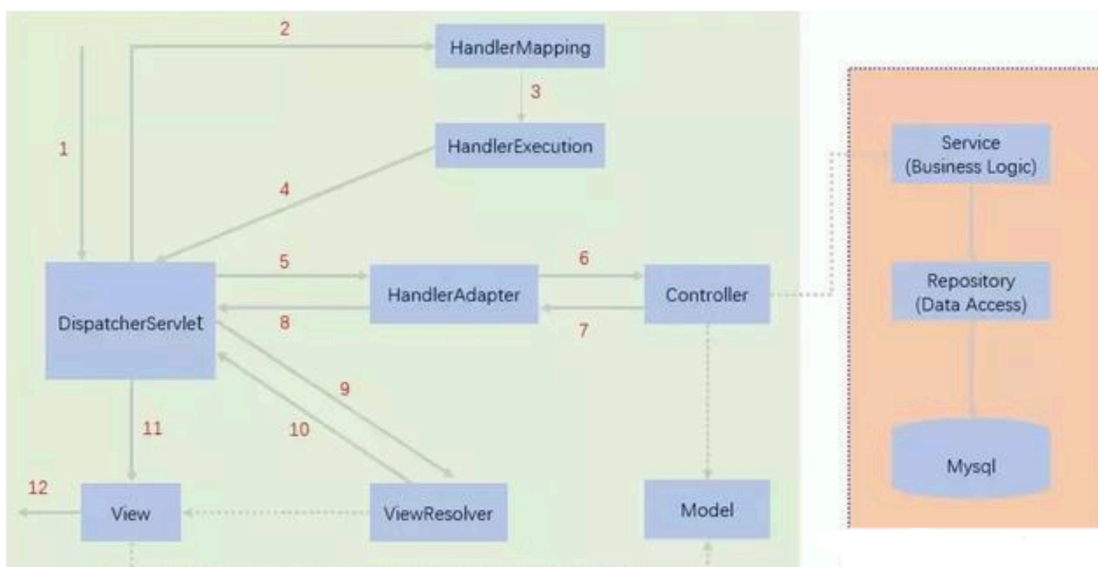 2
HandlerMapping
3
1
HandlerExecution
Service
(Business Logic)
4
5
6
DispatcherServlet
HandlerAdapter
Controller
Repository
(Data Access)
8
7
9
11
10
12
View
ViewResolver
Model
Mysql